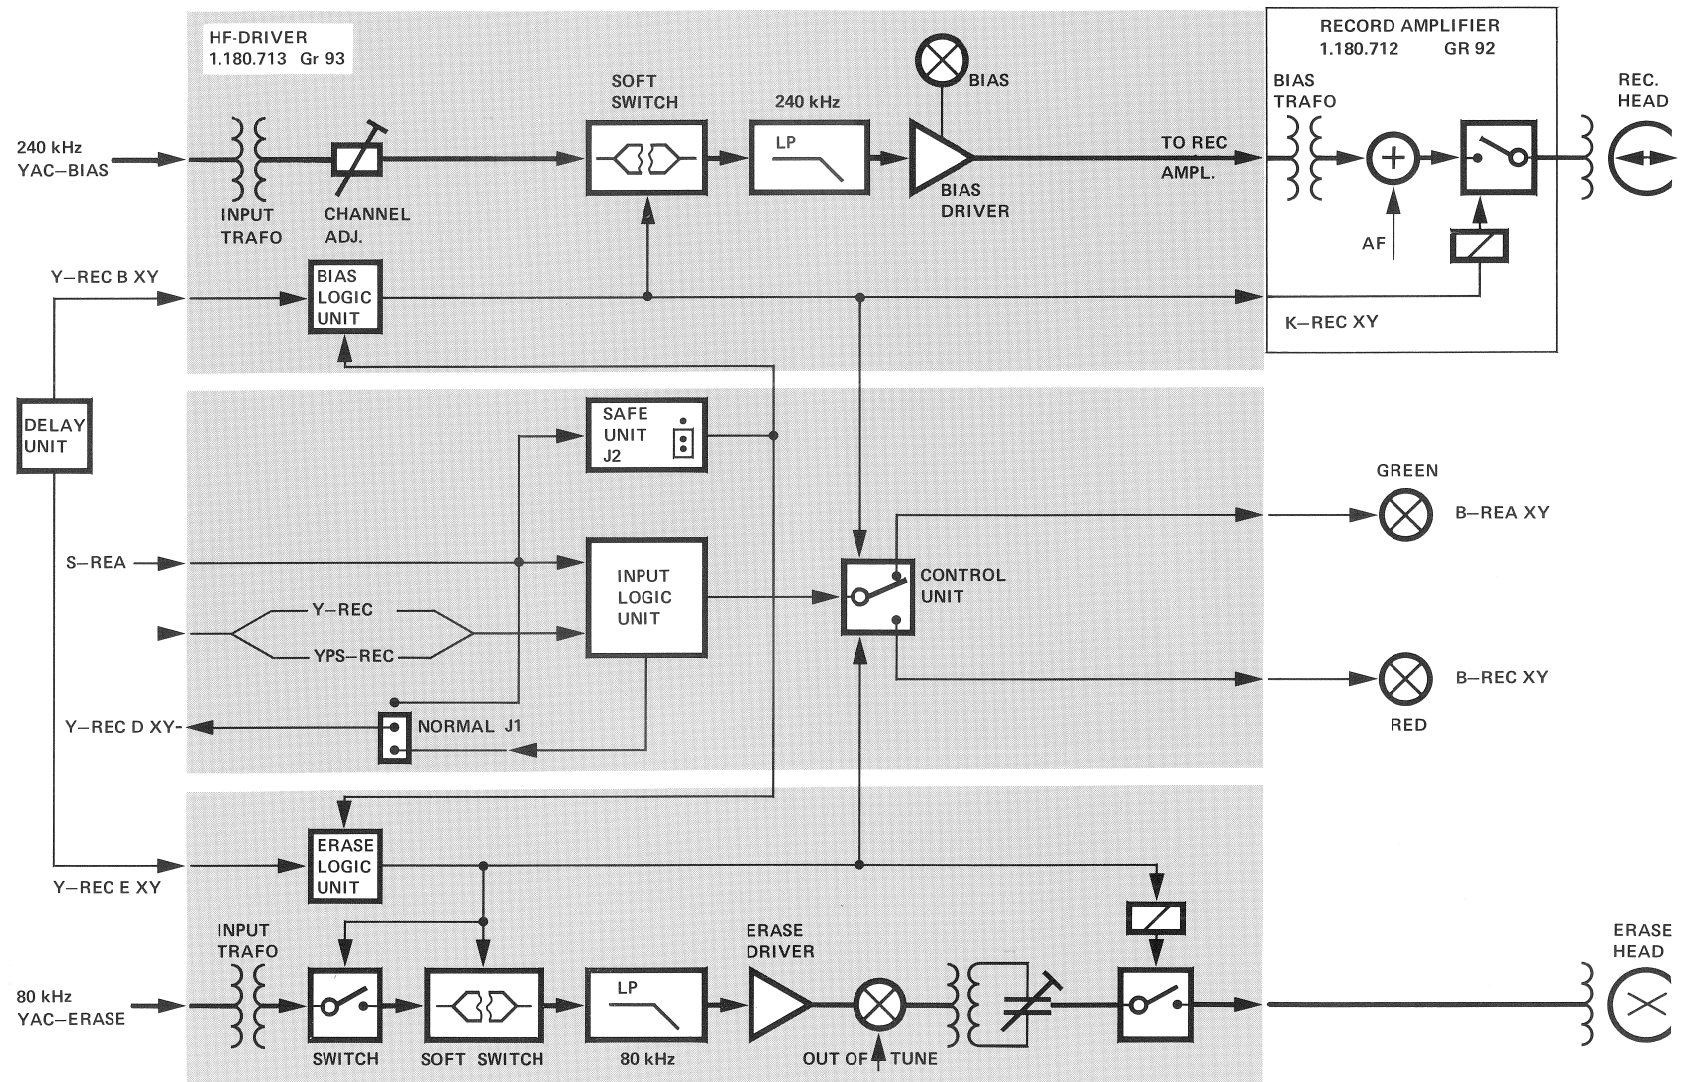 HF-DRIVER
1.180.713 Gr 93
RECORD AMPLIFIER
1.180.712 GR 92
SOFT
SWITCH
240 kHz
BIAS
BIAS
TRAFO
REC.
HEAD
240 kHz
YAC-BIAS
LP
TO REC
AMPL.
INPUT
TRAFO
CHANNEL
ADJ.
BIAS
DRIVER
AF
Y-REC B XY
BIAS
LOGIC
UNIT
K-REC XY
DELAY
UNIT
SAFE
UNIT
J2
GREEN
B-REA XY
S-REA
INPUT
LOGIC
UNIT
CONTROL
UNIT
Y-REC
YPS-REC
B-REC XY
RED
Y-REC D XY-
NORMAL J1
ERASE
LOGIC
UNIT
Y-REC E XY
INPUT
TRAFO
ERASE
DRIVER
ERASE
HEAD
80 kHz
YAC-ERASE
LP
SWITCH
SOFT SWITCH
80 kHz
OUT OF TUNE